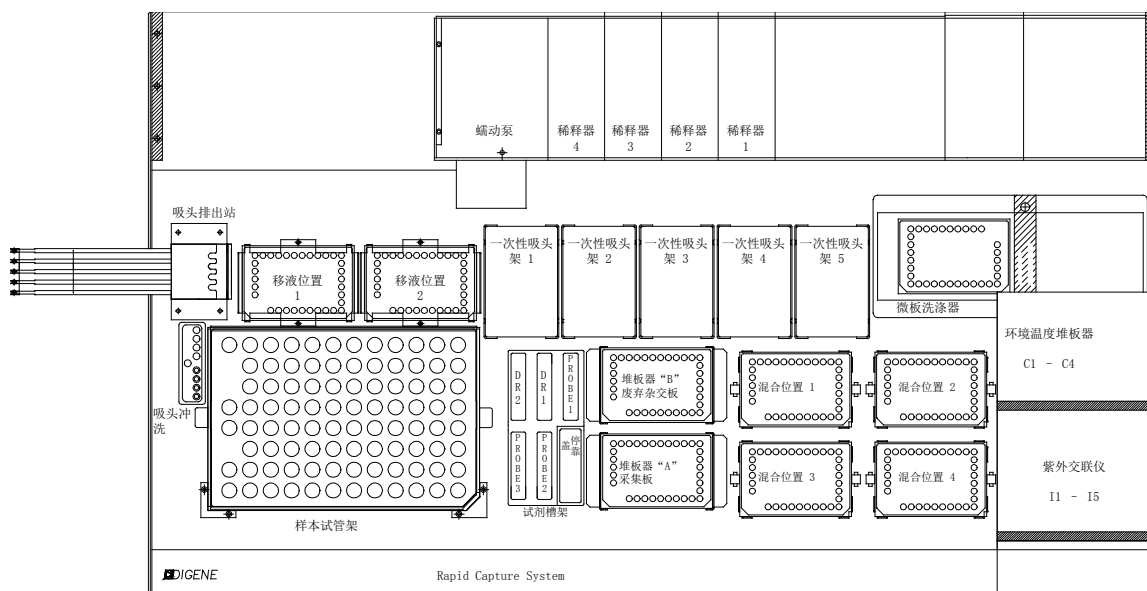 蠕动泵
稀释器
4
稀释器
3
稀释器
2
稀释器
1
吸头排出站
移液位置
1
移液位置
2
一次性吸头
架 1
一次性吸头
架 2
一次性吸头
架 3
一次性吸头
架 4
一次性吸头
架 5
微板洗涤器
环境温度堆板器
C1 - C4
吸头冲
洗
DR2
DR1
PROBE1
堆板器“B”
废弃杂交板
混合位置 1
混合位置 2
PROBE3
PROBE2
停靠
盖
堆板器“A”
采集板
混合位置 3
混合位置 4
紫外交联仪
I1 - I5
试剂槽架
样本试管架
DIGENE
Rapid Capture System